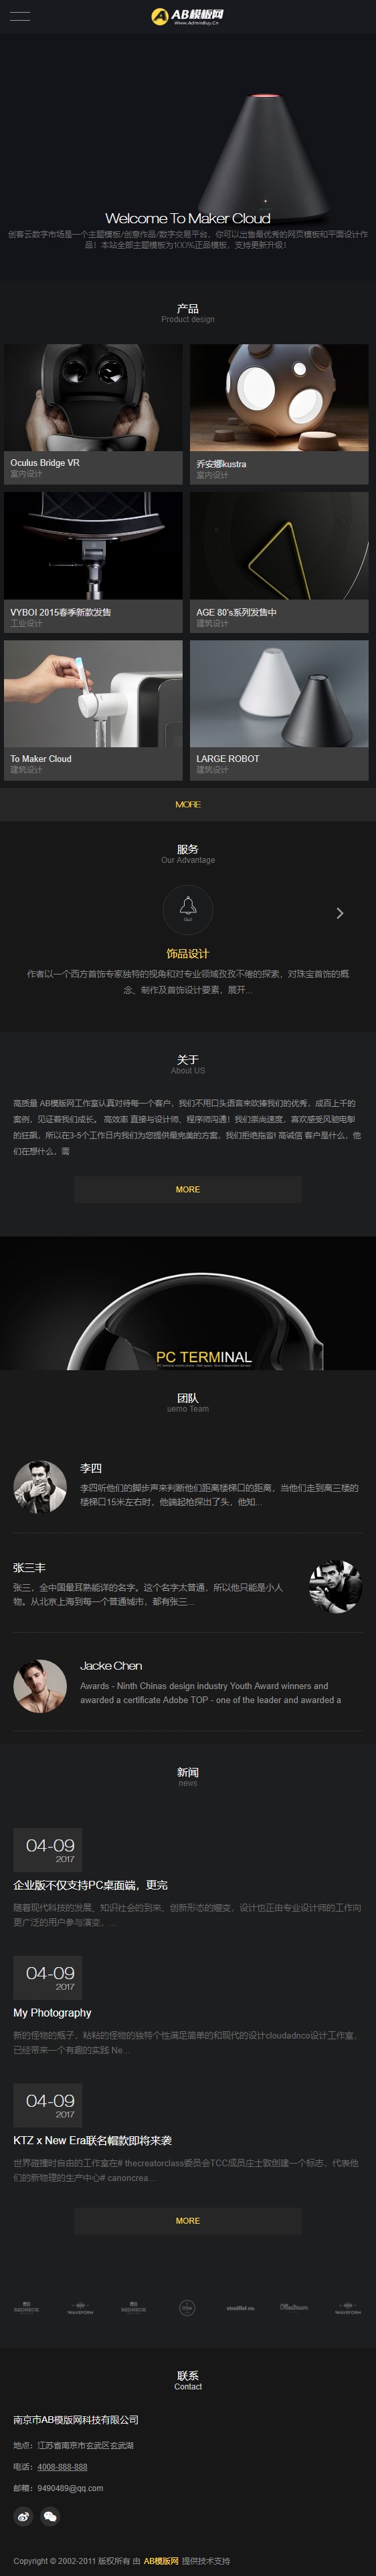 AB模板网
Www.AdminBuy.Cn
Welcome To Maker Cloud
创客云数字市场是一个主题模板/创意作品/数字交易平台，你可以出售最优秀的网页模板和平面设计作
品！本站全部主题模板为100%正品模板，支持更新升级！
产品
Product design
Oculus Bridge VR
室内设计
乔安娜kustra
室内设计
VYBOI 2015春季新款发售
工业设计
AGE 80's系列发售中
建筑设计
To Maker Cloud
建筑设计
LARGE ROBOT
建筑设计
MORE
服务
Our Advantage
饰品设计
作者以一个西方首饰专家独特的视角和对专业领域孜孜不倦的探索，对珠宝首饰的概
念、制作及首饰设计要素，展开...
关于
About US
高质量 AB模版网工作室认真对待每一个客户，我们不用口头语言来吹捧我们的优秀，成百上千的
案例，见证着我们成长。 高效率 直接与设计师、程序师沟通！我们崇尚速度，喜欢感受风驰电掣
的狂飙，所以在3-5个工作日内我们为您提供最完美的方案，我们拒绝拖沓! 高诚信 客户是什么，他
们在想什么，需
MORE
PC TERMINAL
团队
uemo Team
李四
李四听他们的脚步声来判断他们距离楼梯口的距离，当他们走到离三楼的
楼梯口15米左右时，他端起枪探出了头，他知...
张三丰
张三，全中国最耳熟能详的名字。这个名字太普通，所以他只能是小人
物。从北京上海到每一个普通城市，都有张三...
Jacke Chen
Awards - Ninth Chinas design industry Youth Award winners and
awarded a certificate Adobe TOP - one of the leader and awarded a
新闻
news
04-09
2017
企业版不仅支持PC桌面端，更完
随着现代科技的发展、知识社会的到来、创新形态的嬗变，设计也正由专业设计师的工作向
更广泛的用户参与演变，...
04-09
2017
My Photography
新的怪物的瓶子，粘粘的怪物的独特个性满足简单的和现代的设计cloudadnco设计工作室，
已经带来一个有趣的实践 Ne...
04-09
2017
KTZ x New Era联名帽款即将来袭
世界碰撞时自由的工作室在# thecreatorclass委员会TCC成员庄士敦创建一个标志，代表他
们的新物理的生产中心# canoncrea...
MORE
REDNECK
WAVEFORM
REDNECK
WAVEFORM
联系
Contact
南京市AB模版网科技有限公司
地点：江苏省南京市玄武区玄武湖
电话：4008-888-888
邮箱：9490489@qq.com
Copyright © 2002-2011 版权所有 由 AB模版网 提供技术支持